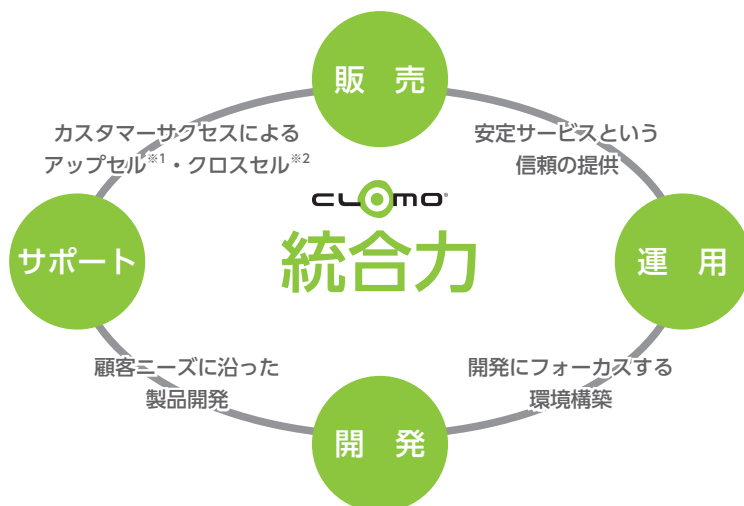 販　売
カスタマーサクセスによる
アップセル※1・クロスセル※2
安定サービスという
信頼の提供
CLOMO®
統合力
サポート
運　用
顧客ニーズに沿った
製品開発
開発にフォーカスする
環境構築
開　発